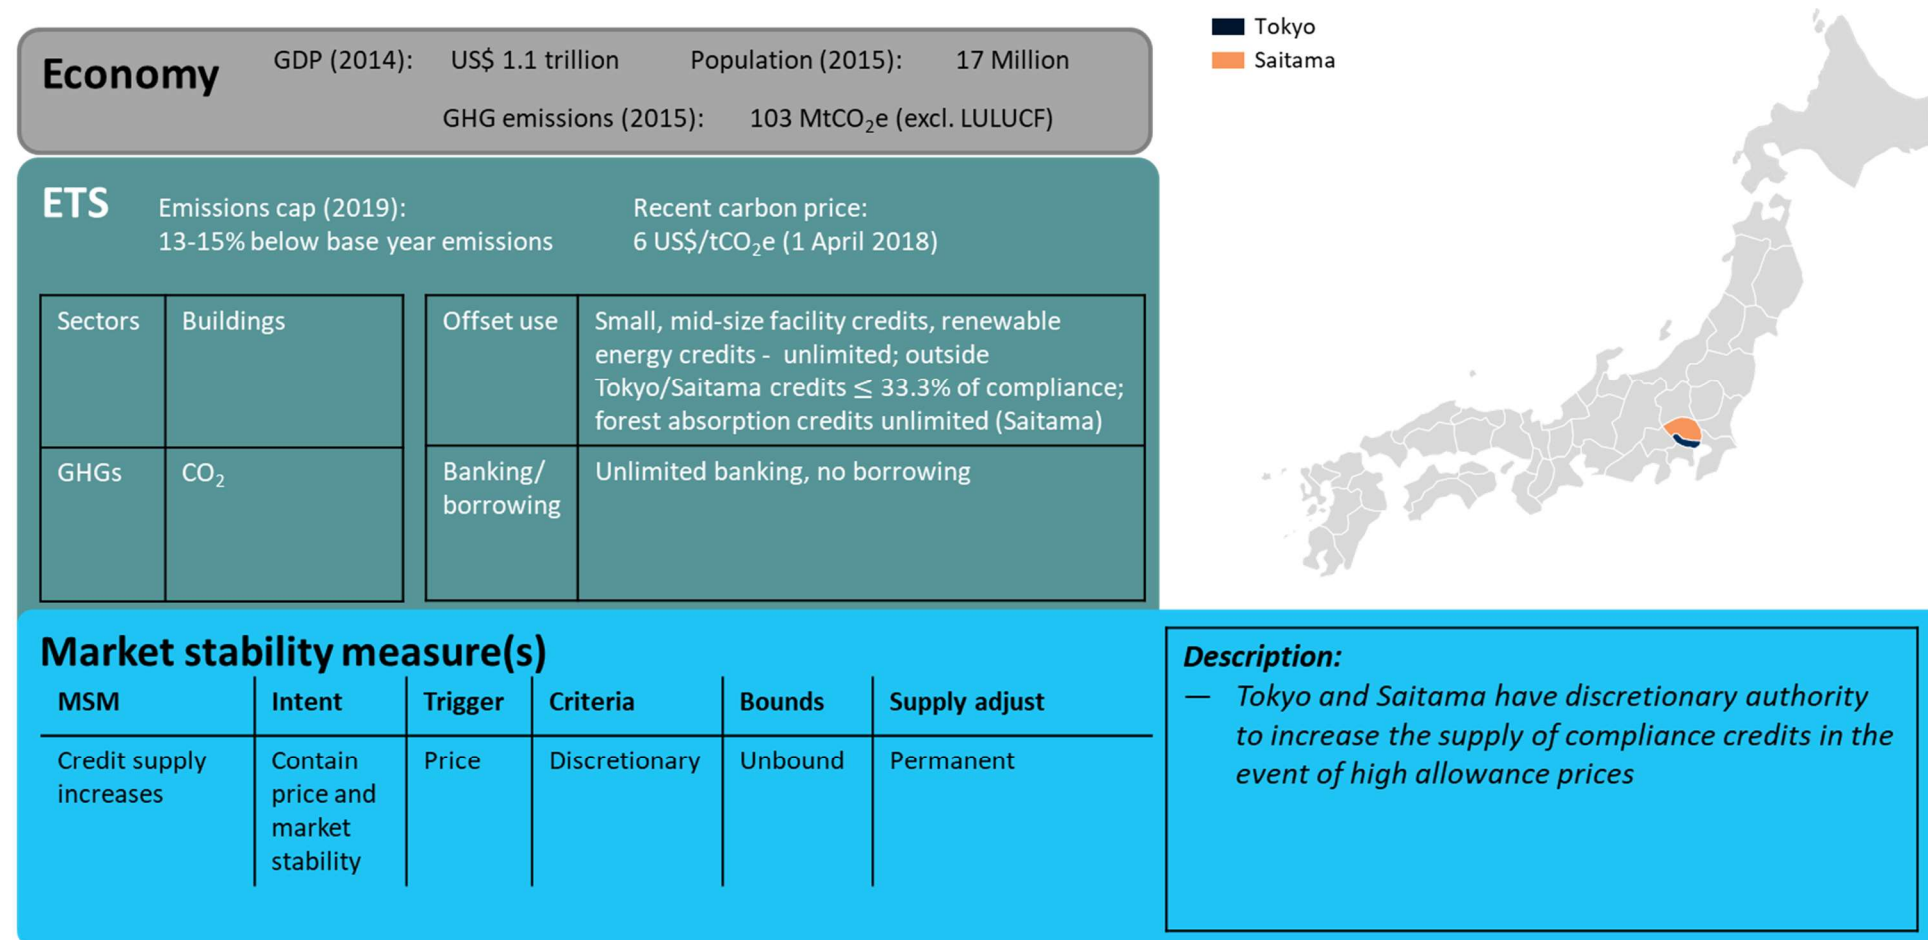 Economy
GDP (2014): US$ 1.1 trillion Population (2015): 17 Million
GHG emissions (2015): 103 MtCO₂e (excl. LULUCF)
Tokyo
Saitama
ETS
Emissions cap (2019):
13-15% below base year emissions
Recent carbon price:
6 US$/tCO₂e (1 April 2018)
Sectors
Buildings
GHGs
CO₂
Offset use
Small, mid-size facility credits, renewable
energy credits - unlimited; outside
Tokyo/Saitama credits ≤ 33.3% of compliance;
forest absorption credits unlimited (Saitama)
Banking/
borrowing
Unlimited banking, no borrowing
Market stability measure(s)
MSM Intent Trigger Criteria Bounds Supply adjust
Credit supply
increases
Contain
price and
market
stability
Price
Discretionary
Unbound
Permanent
Description:
— Tokyo and Saitama have discretionary authority
to increase the supply of compliance credits in the
event of high allowance prices